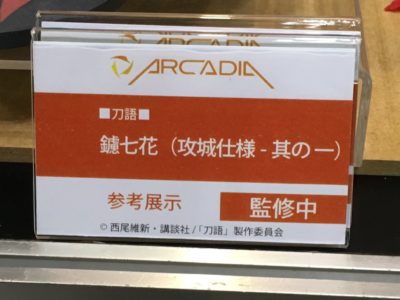 ARCADIA
■刀語■
鑢七花（攻城仕様 - 其の一）
参考展示
監修中
© 西尾維新・講談社/「刀語」製作委員会